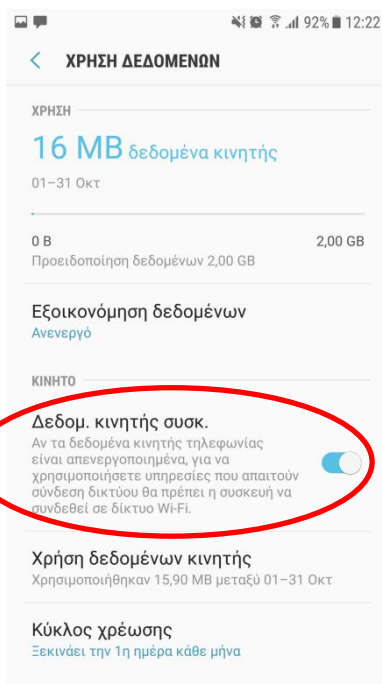 92% 12:22
ΧΡΗΣΗ ΔΕΔΟΜΕΝΩΝ
ΧΡΗΣΗ
16 MB δεδομένα κινητής
01–31 Οκτ
0 B 2,00 GB
Προειδοποίηση δεδομένων 2,00 GB
Εξοικονόμηση δεδομένων
Ανενεργό
ΚΙΝΗΤΟ
Δεδομ. κινητής συσκ.
Αν τα δεδομένα κινητής τηλεφωνίας
είναι απενεργοποιημένα, για να
χρησιμοποιήσετε υπηρεσίες που απαιτούν
σύνδεση δικτύου θα πρέπει η συσκευή να
συνδεθεί σε δίκτυο Wi-Fi.
Χρήση δεδομένων κινητής
Χρησιμοποιήθηκαν 15,90 MB μεταξύ 01–31 Οκτ
Κύκλος χρέωσης
Ξεκινάει την 1η ημέρα κάθε μήνα